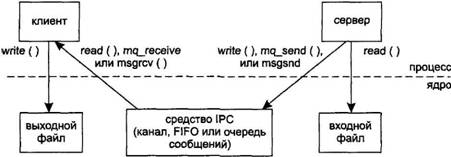 клиент
сервер
write ( )
read ( ), mq_receive
или msgrcv ( )
write ( ), mq_send ( ),
или msgsnd
read ( )
процесс
ядро
выходной
файл
средство IPC
(канал, FIFO или очередь
сообщений)
входной
файл